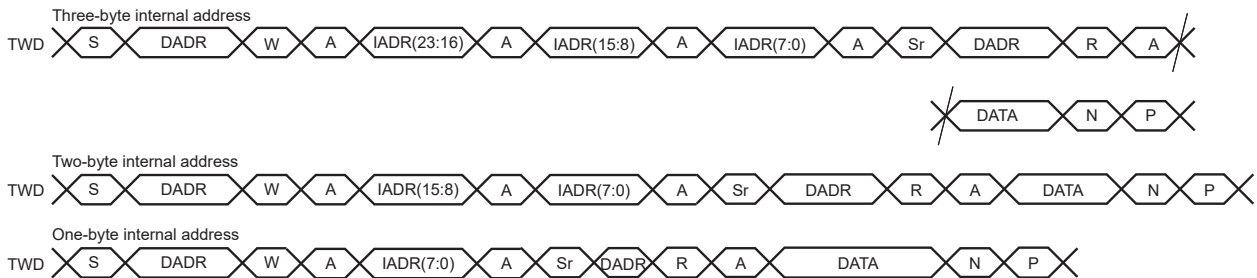 Three-byte internal address
TWD S DADR W A IADR(23:16) A IADR(15:8) A IADR(7:0) A Sr DADR R A
DATA N P
Two-byte internal address
TWD S DADR W A IADR(15:8) A IADR(7:0) A Sr DADR R A DATA N P
One-byte internal address
TWD S DADR W A IADR(7:0) A Sr DADR R A DATA N P